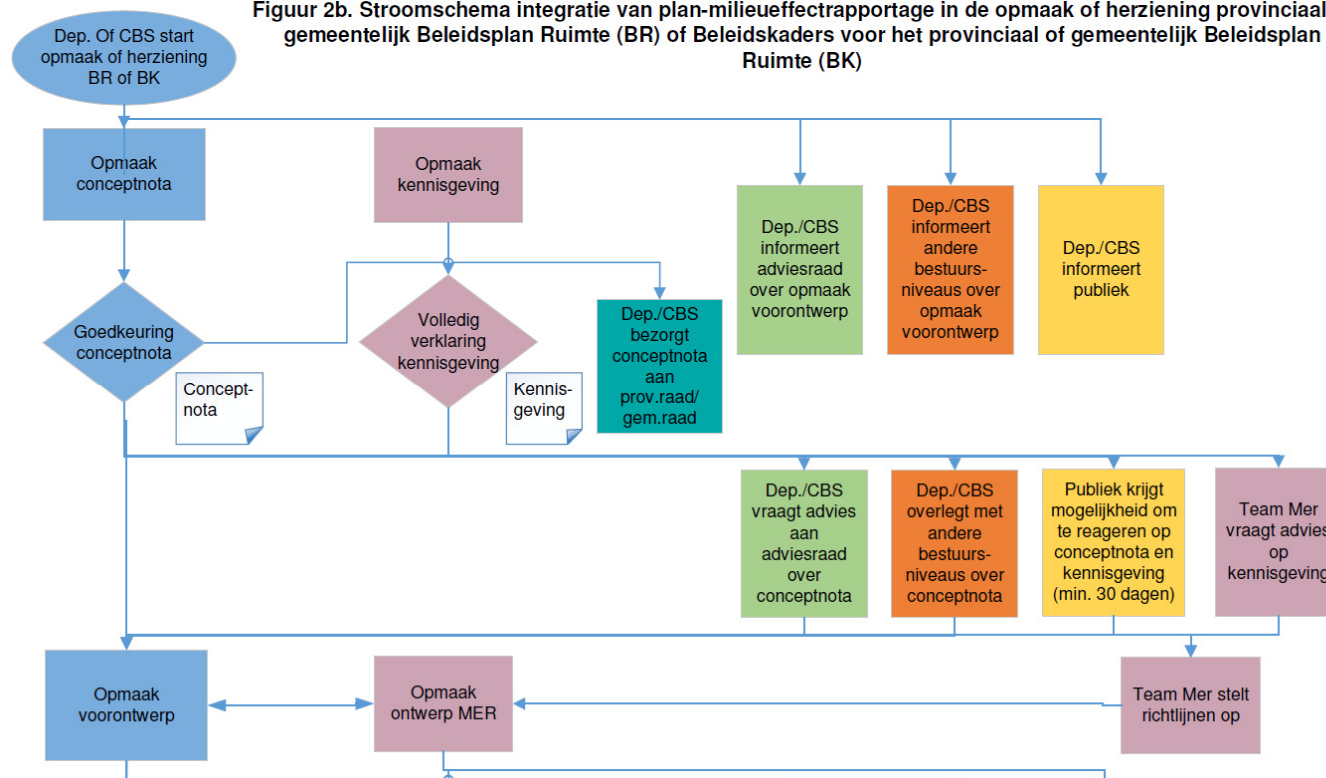 Figuur 2b. Stroomschema integratie van plan-milieueffectrapportage in de opmaak of herziening provinciaal
gemeentelijk Beleidsplan Ruimte (BR) of Beleidskaders voor het provinciaal of gemeentelijk Beleidsplan
Ruimte (BK)
Dep. Of CBS start
opmaak of herziening
BR of BK
Opmaak
conceptnota
Opmaak
kennisgeving
Dep./CBS
informeert
adviesraad
over opmaak
voorontwerp
Dep./CBS
informeert
andere
bestuurs-
niveaus over
opmaak
voorontwerp
Dep./CBS
informeert
publiek
Goedkeuring
conceptnota
Volledig
verklaring
kennisgeving
Dep./CBS
bezorgt
conceptnota
aan
prov.raad/
gem.raad
Concept-
nota
Kennis-
geving
Dep./CBS
vraagt advies
aan
adviesraad
over
conceptnota
Dep./CBS
overlegt met
andere
bestuurs-
niveaus over
conceptnota
Publiek krijgt
mogelijkheid om
te reageren op
conceptnota en
kennisgeving
(min. 30 dagen)
Team Mer
vraagt advies
op
kennisgeving
Opmaak
voorontwerp
Opmaak
ontwerp MER
Team Mer stelt
richtlijnen op